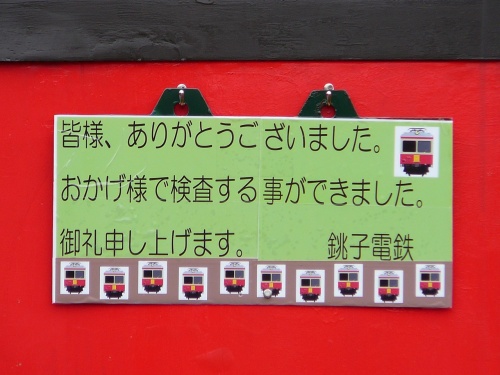 皆様、ありがとうございました。
おかげ様で検査する事ができました。
御礼申し上げます。 銚子電鉄